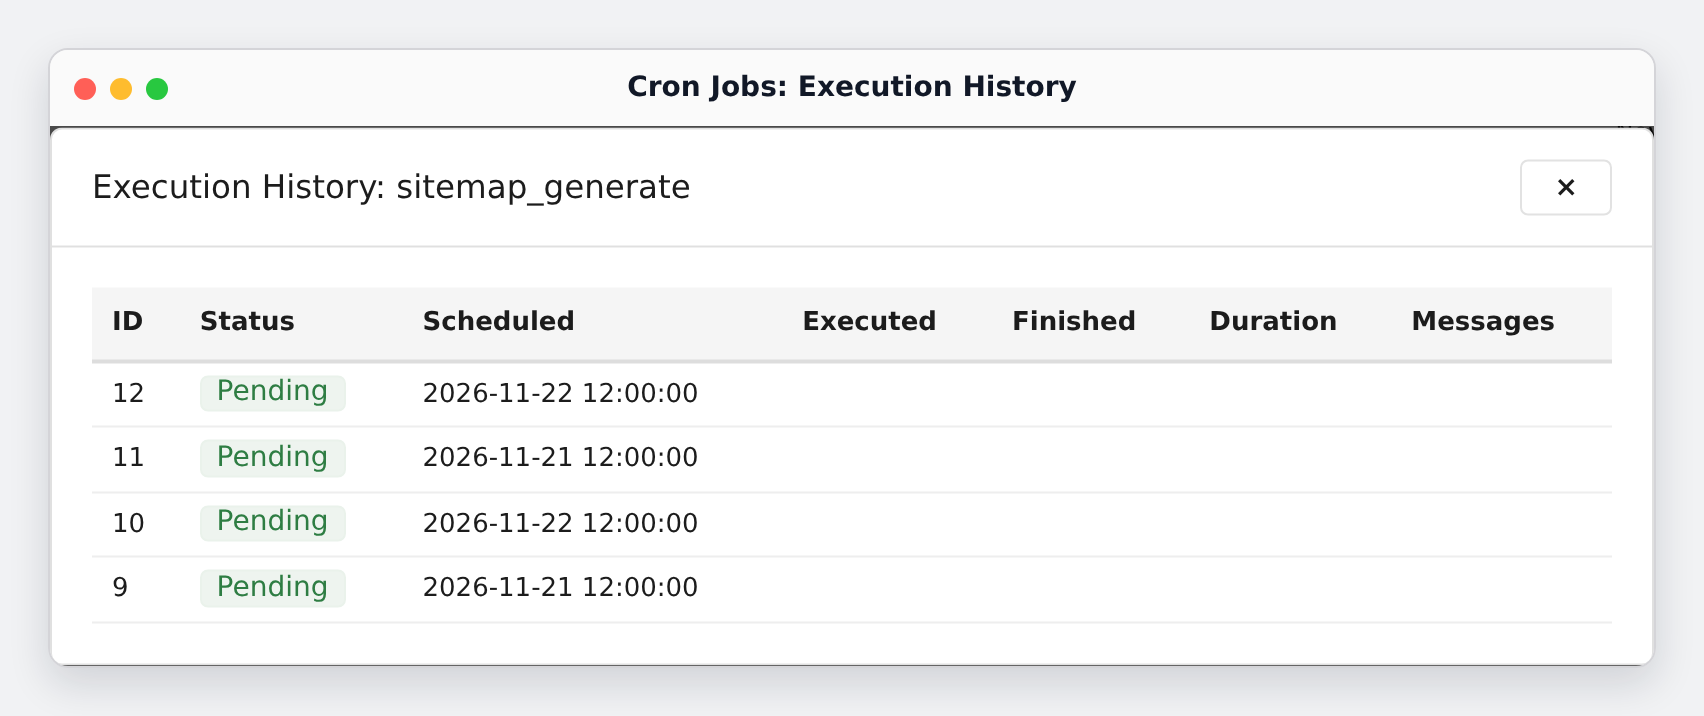 Cron Jobs: Execution History
Execution History: sitemap_generate ×
ID Status Scheduled Executed Finished Duration Messages
12 Pending 2026-11-22 12:00:00
11 Pending 2026-11-21 12:00:00
10 Pending 2026-11-22 12:00:00
9 Pending 2026-11-21 12:00:00